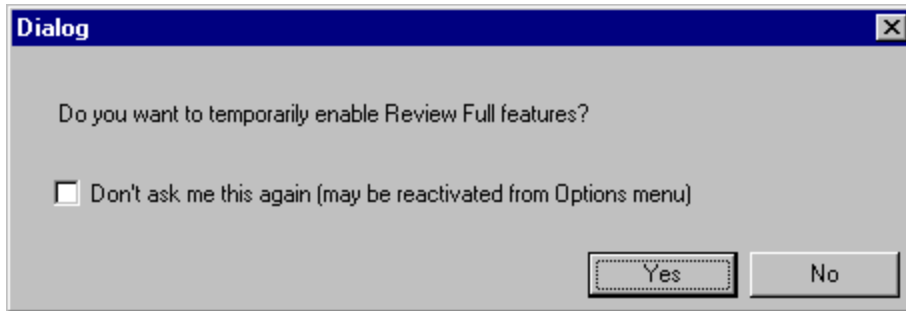 Dialog
Do you want to temporarily enable Review Full features?
Don't ask me this again (may be reactivated from Options menu)
Yes No